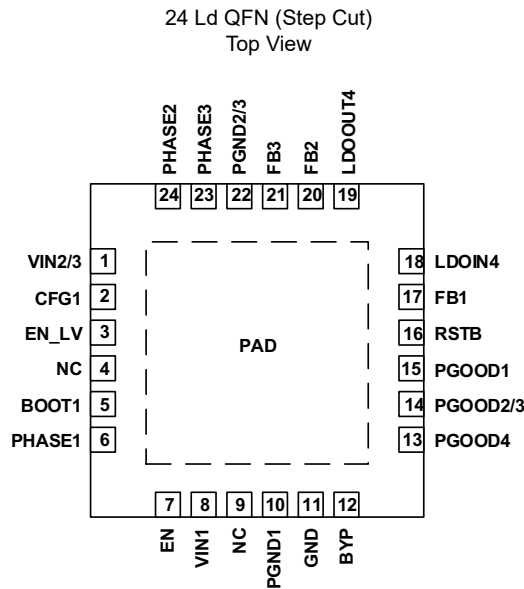 24 Ld QFN (Step Cut)
Top View
PHASE2
PHASE3
PGND2/3
FB3
FB2
LDOOUT4
24 23 22 21 20 19
VIN2/3 1
CFG1 2
EN_LV 3
NC 4
BOOT1 5
PHASE1 6
PAD
18 LDOIN4
17 FB1
16 RSTB
15 PGOOD1
14 PGOOD2/3
13 PGOOD4
7 8 9 10 11 12
EN
VIN1
NC
PGND1
GND
BYP